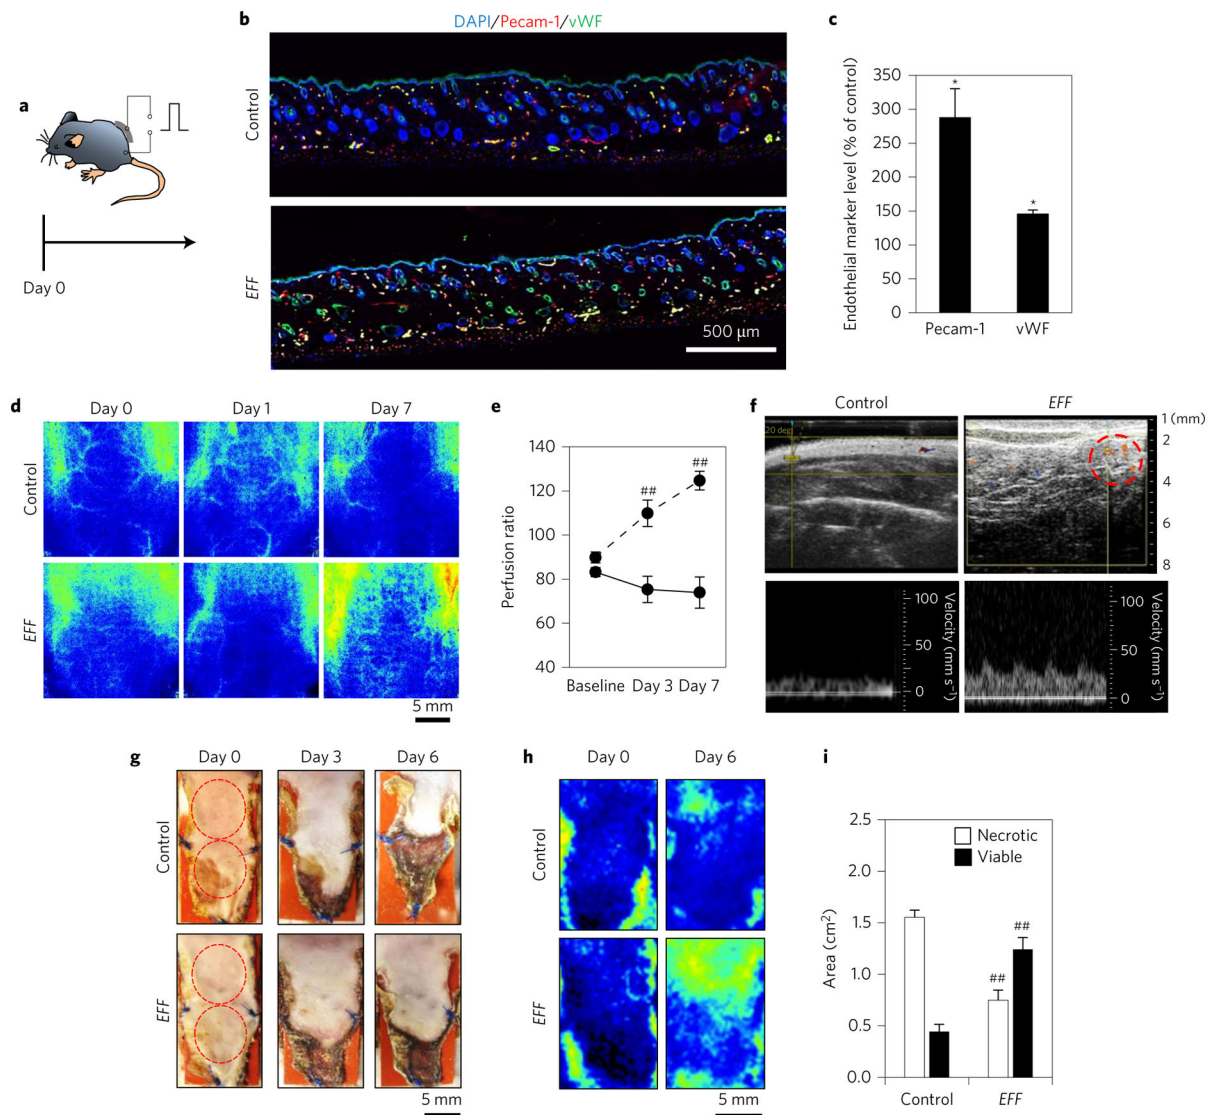 a
Day 0
b
DAPI/Pecam-1/vWF
Control
EFF
500 µm
c
Endothelial marker level (% of control)
350
300
250
200
150
100
50
0
*
*
Pecam-1 vWF
d
Day 0 Day 1 Day 7
Control
EFF
5 mm
e
Perfusion ratio
140
120
100
80
60
40
##
##
Baseline Day 3 Day 7
f
Control EFF
20 deg
1 (mm)
2
4
6
8
100
50
0
Velocity (mm s⁻¹)
100
50
0
Velocity (mm s⁻¹)
g
Day 0 Day 3 Day 6
Control
EFF
5 mm
h
Day 0 Day 6
Control
EFF
5 mm
i
Area (cm²)
2.5
2.0
1.5
1.0
0.5
0.0
Necrotic
Viable
##
##
Control EFF